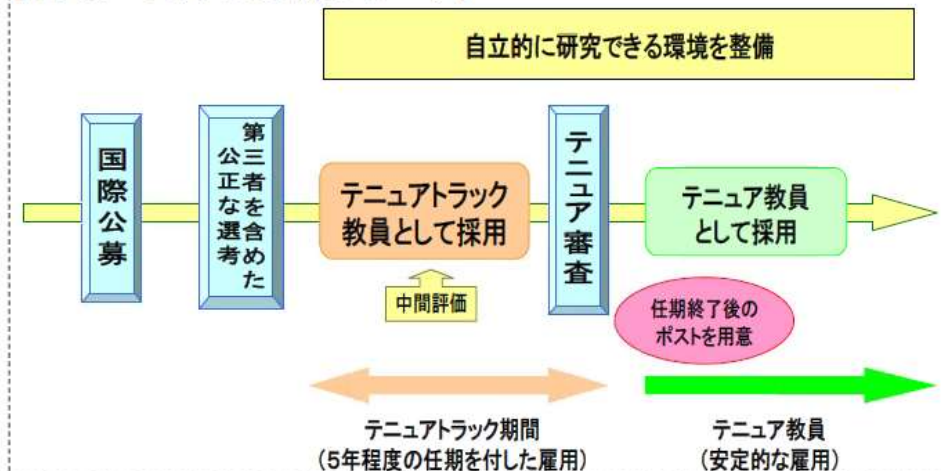 自立的に研究できる環境を整備
国際公募
第三者を含めた
公正な選考
テニュアトラック
教員として採用
中間評価
テニュア審査
テニュア教員
として採用
任期終了後の
ポストを用意
テニュアトラック期間
(5年程度の任期を付した雇用)
テニュア教員
(安定的な雇用)